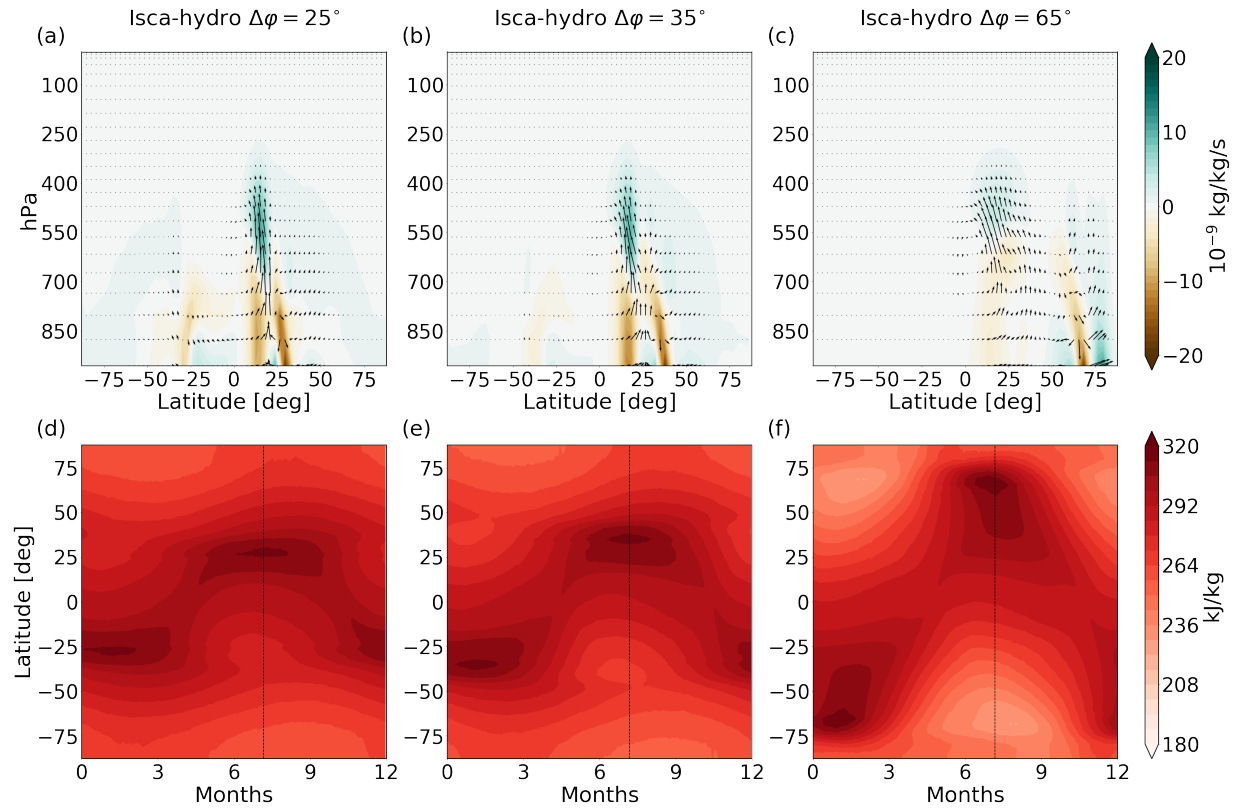 Isca-hydro Δφ = 25° Isca-hydro Δφ = 35° Isca-hydro Δφ = 65°
(a) (b) (c)
100 250 400 550 700 850
hPa
−75 −50 −25 0 25 50 75
Latitude [deg]
100 250 400 550 700 850
−75 −50 −25 0 25 50 75
Latitude [deg]
100 250 400 550 700 850
−75 −50 −25 0 25 50 75
Latitude [deg]
20 10 0 −10 −20
10⁻⁹ kg/kg/s
(d) (e) (f)
75 50 25 0 −25 −50 −75
Latitude [deg]
0 3 6 9 12
Months
75 50 25 0 −25 −50 −75
0 3 6 9 12
Months
75 50 25 0 −25 −50 −75
0 3 6 9 12
Months
320 292 264 236 208 180
kJ/kg